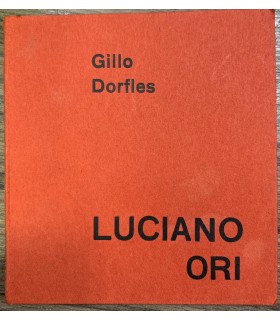 Gillo
Dorfles
LUCIANO
ORI